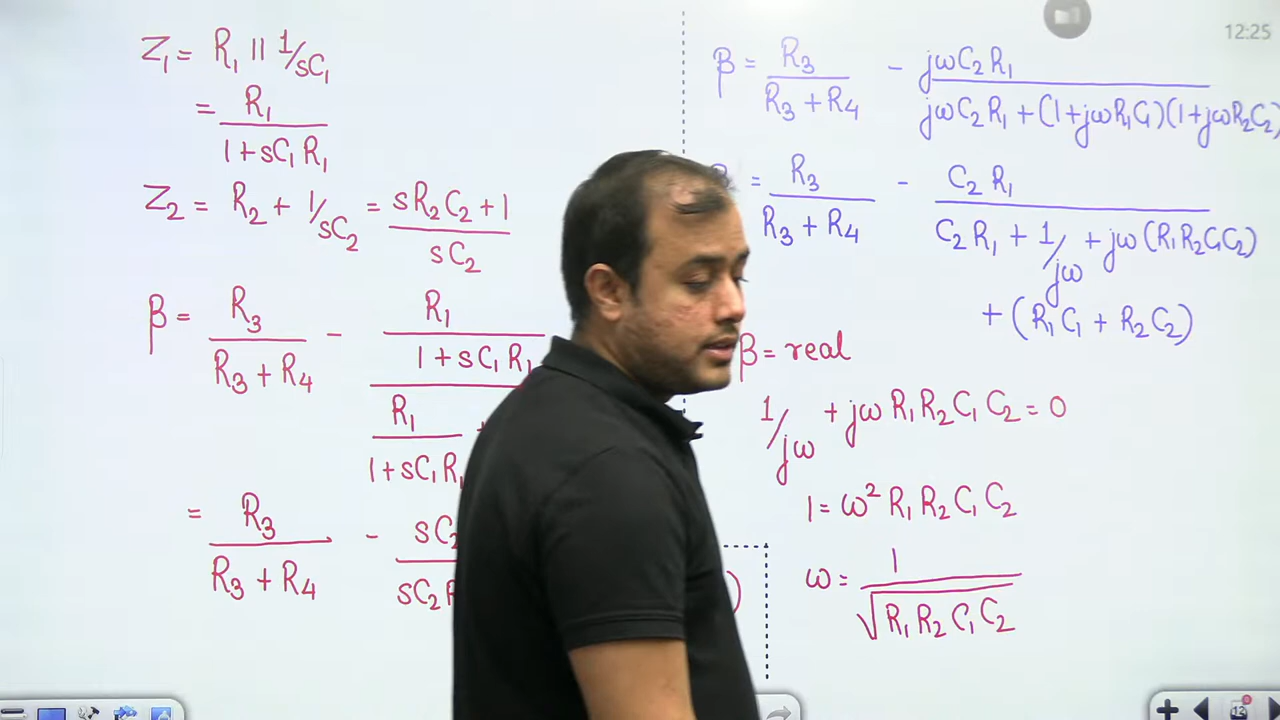 Z₁ = R₁ || 1/sC₁
= R₁ / (1 + sC₁R₁)
Z₂ = R₂ + 1/sC₂ = (sR₂C₂ + 1) / sC₂
β = R₃ / (R₃ + R₄) - R₁ / (1 + sC₁R₁)
R₁ / (1 + sC₁R₁
= R₃ / (R₃ + R₄) - sC₂ / sC₂
12:25
β = R₃ / (R₃ + R₄) - jωC₂R₁ / (jωC₂R₁ + (1+jωR₁C₁)(1+jωR₂C₂)
= R₃ / (R₃ + R₄) - C₂R₁ / (C₂R₁ + 1/jω + jω(R₁R₂C₁C₂)
+ (R₁C₁ + R₂C₂)
β = real
1/jω + jωR₁R₂C₁C₂ = 0
1 = ω²R₁R₂C₁C₂
ω = 1 / √(R₁R₂C₁C₂)
12